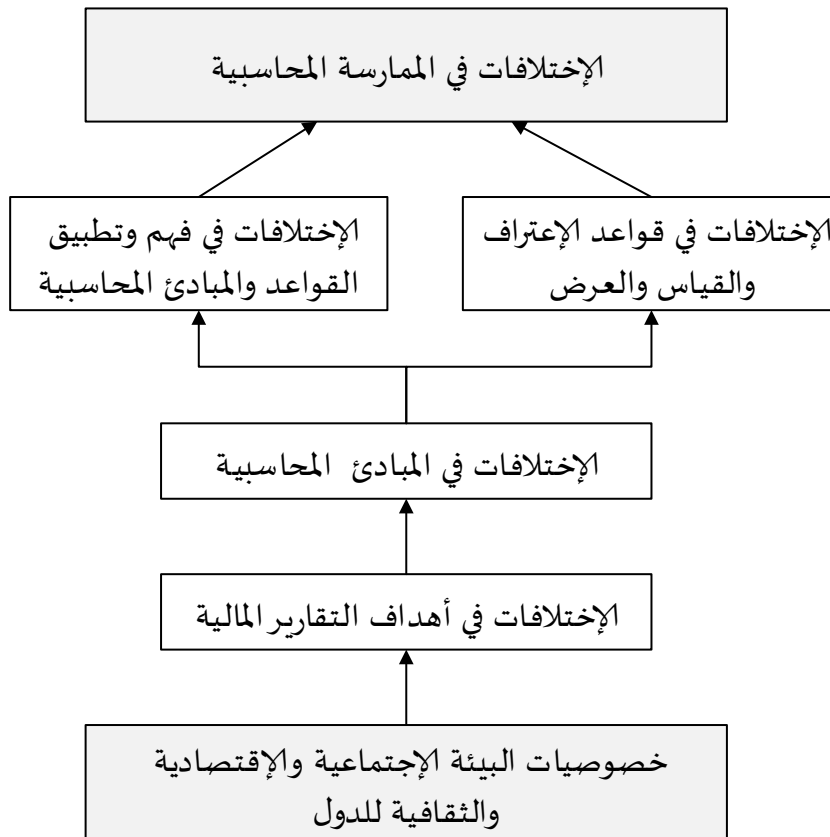 الإختلافات في الممارسة المحاسبية
الإختلافات في قواعد الإعتراف
والقياس والعرض
الإختلافات في فهم وتطبيق
القواعد والمبادئ المحاسبية
الإختلافات في المبادئ المحاسبية
الإختلافات في أهداف التقارير المالية
خصوصيات البيئة الإجتماعية والإقتصادية
والثقافية للدول